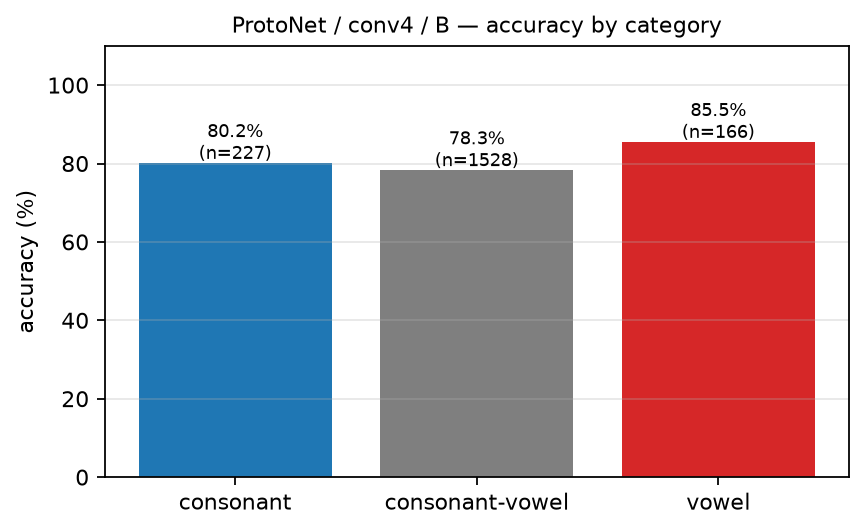 ProtoNet / conv4 / B — accuracy by category
accuracy (%)
100
80
60
40
20
0
80.2%
(n=227)
78.3%
(n=1528)
85.5%
(n=166)
consonant
consonant-vowel
vowel